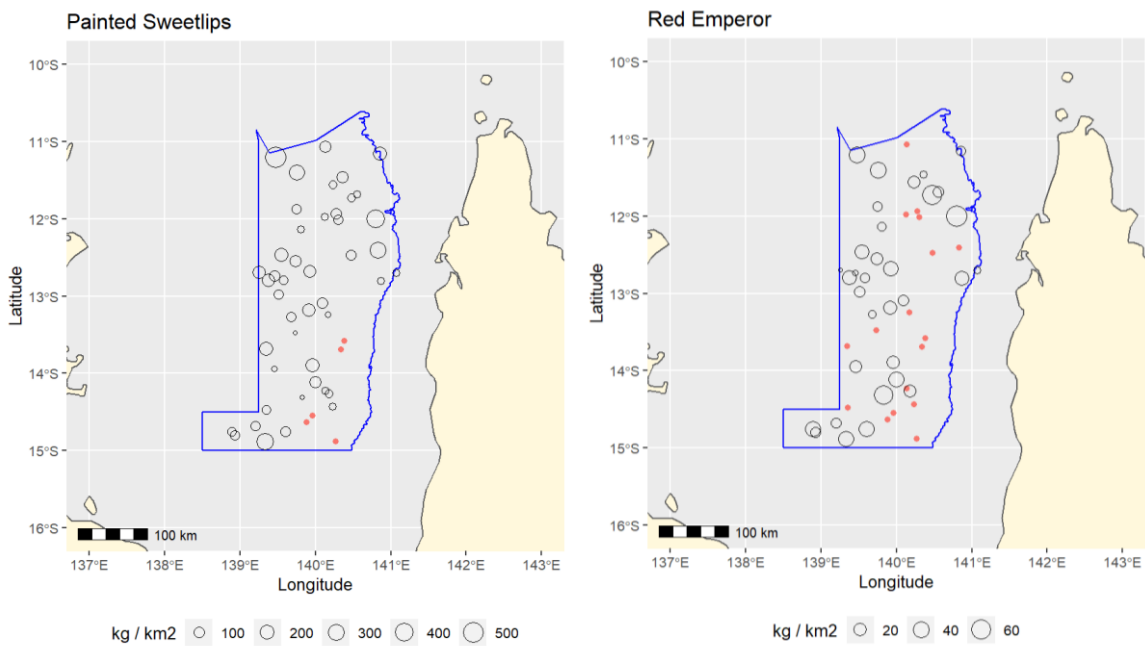 Painted Sweetlips
10°S
11°S
12°S
13°S
14°S
15°S
16°S
Latitude
100 km
137°E 138°E 139°E 140°E 141°E 142°E 143°E
Longitude
kg / km2 100 200 300 400 500
Red Emperor
10°S
11°S
12°S
13°S
14°S
15°S
16°S
Latitude
100 km
137°E 138°E 139°E 140°E 141°E 142°E 143°E
Longitude
kg / km2 20 40 60